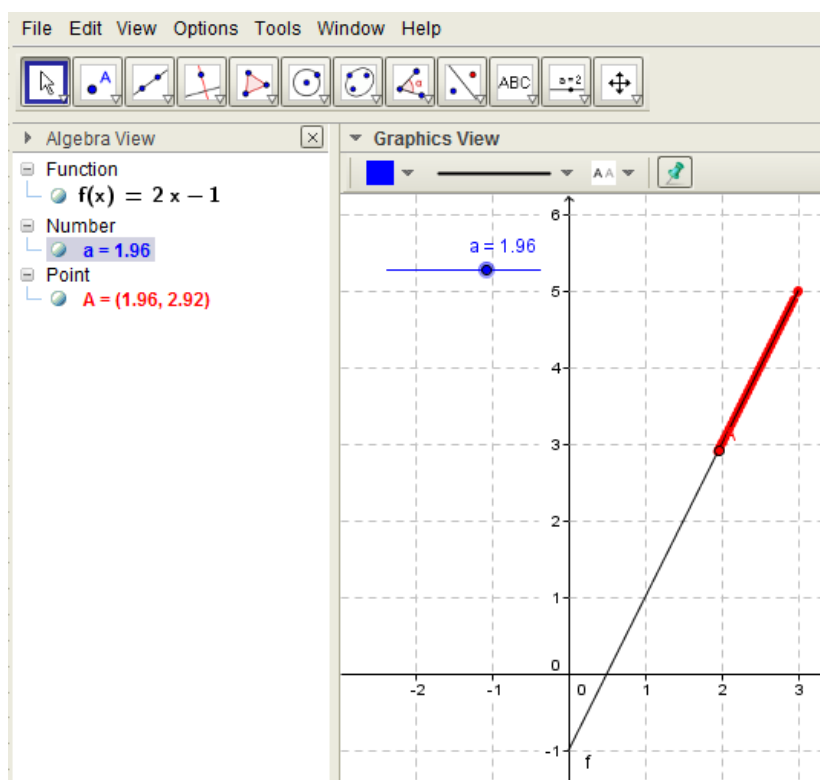 File Edit View Options Tools Window Help
A
ABC
a=2
Algebra View
Graphics View
Function
f(x) = 2 x − 1
Number
a = 1.96
Point
A = (1.96, 2.92)
A A
a = 1.96
6
5
4
A
3
2
1
0
-2 -1 0 1 2 3
-1
f